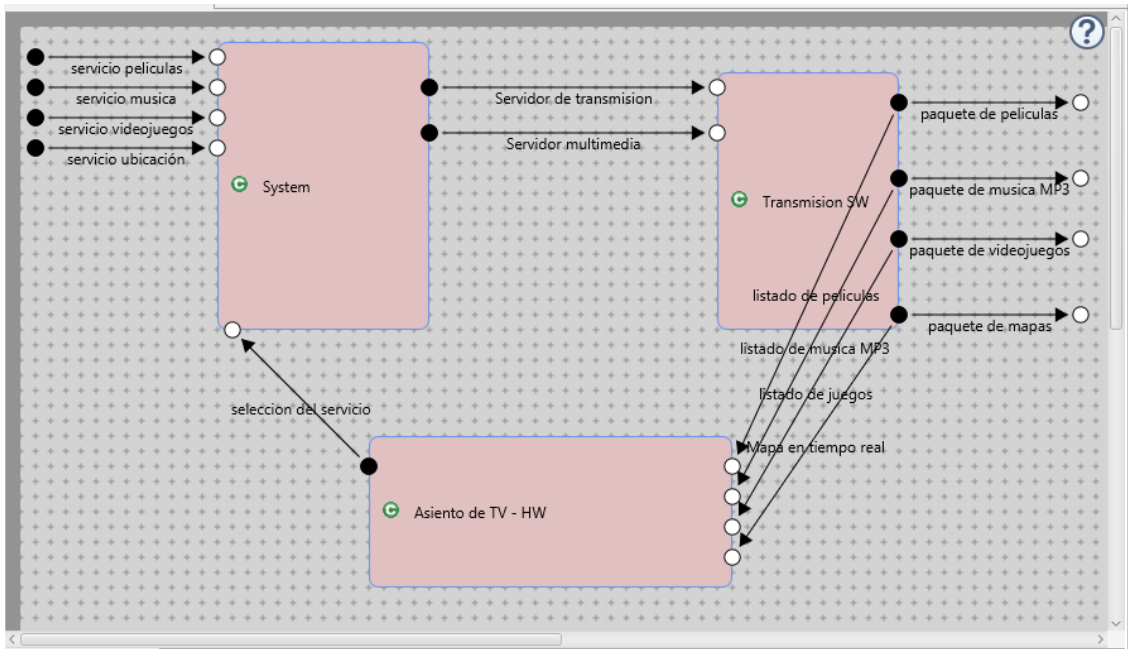 ?
servicio peliculas
servicio musica
servicio videojuegos
servicio ubicación
C System
Servidor de transmision
Servidor multimedia
C Transmision SW
paquete de peliculas
paquete de musica MP3
paquete de videojuegos
paquete de mapas
listado de peliculas
listado de musica MP3
listado de juegos
Mapa en tiempo real
seleccion del servicio
C Asiento de TV - HW